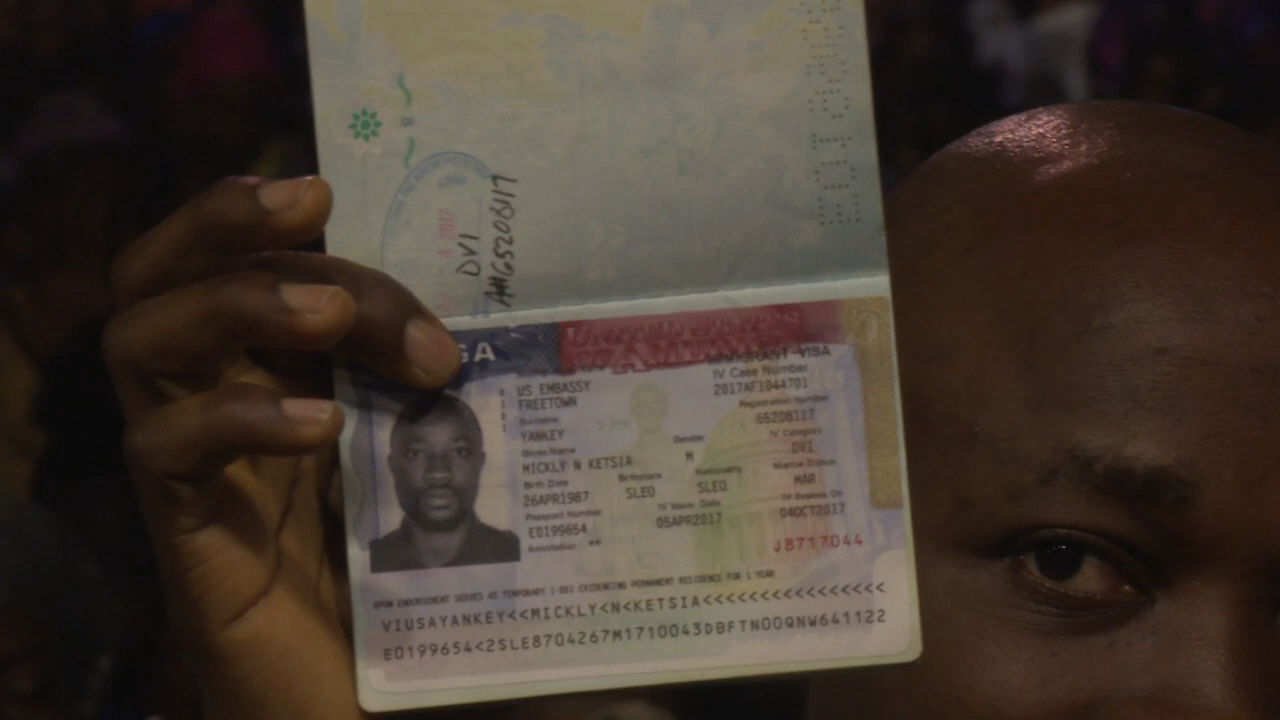 DV1
A#65208117
SA
IMMIGRANT VISA
US EMBASSY
FREETOWN
IV Case Number
2017AF1044701
Surname
YANKEY
Registration Number
65208117
Given Name
MICKLY N KETSIA
Gender
M
IV Category
DV1
Birth Date
26APR1987
Birthplace
SLEO
Nationality
SLEO
Marital Status
MAR
Passport Number
E0199654
IV Issue Date
05APR2017
IV Expires On
04OCT2017
Annotation **
J8717044
UPON ENDORSEMENT SERVES AS TEMPORARY I-551 EVIDENCING PERMANENT RESIDENCE FOR 1 YEAR
VIUSAYANKEY<<MICKLY<N<KETSIA<<<<<<<<<<<<<<<<
E0199654<2SLE8704267M1710043DBFTN00QNW641122